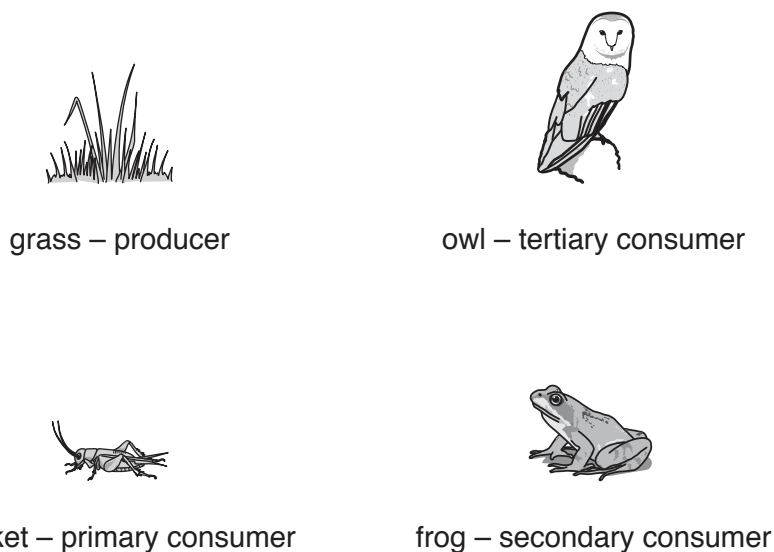 grass – producer
owl – tertiary consumer
ket – primary consumer
frog – secondary consumer